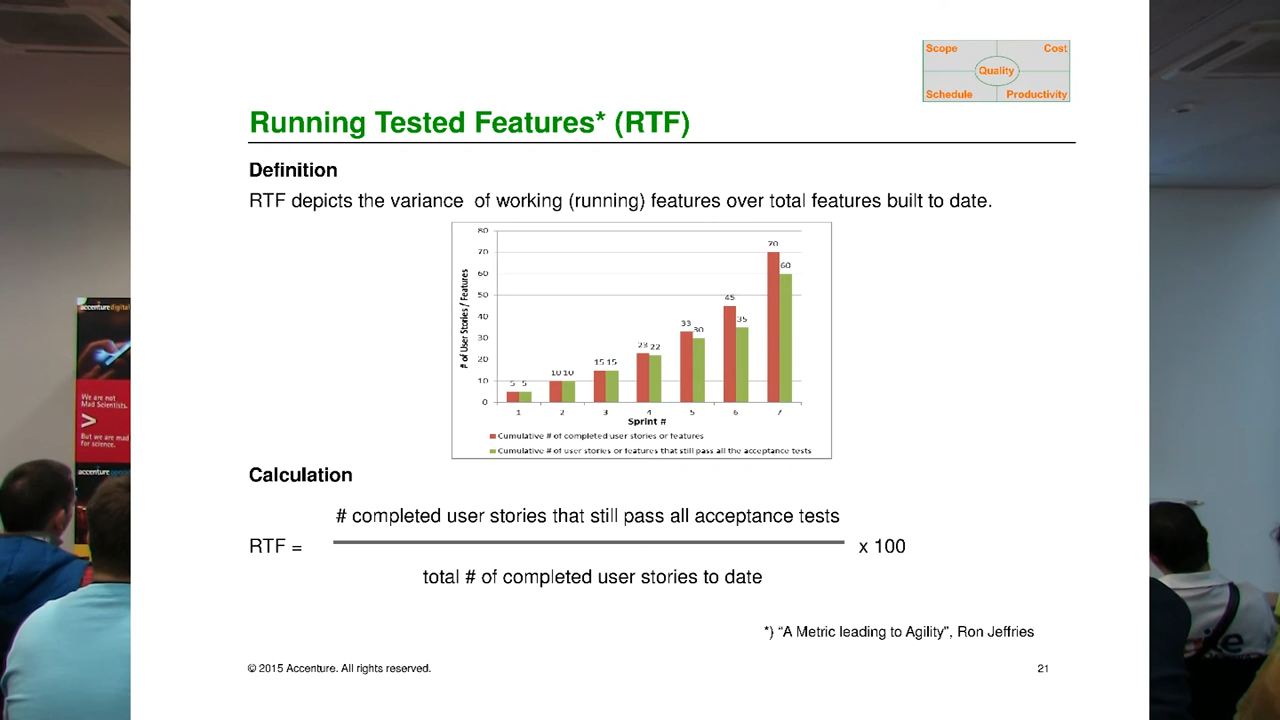 Scope Cost
Quality
Schedule Productivity
Running Tested Features* (RTF)
Definition
RTF depicts the variance of working (running) features over total features built to date.
80
70
60
50
40
30
20
10
0
# of User Stories / Features
5 5
10 10
15 15
23 22
33 30
45 35
70 60
1 2 3 4 5 6 7
Sprint #
Cumulative # of completed user stories or features
Cumulative # of user stories or features that still pass all the acceptance tests
Calculation
# completed user stories that still pass all acceptance tests
RTF = x 100
total # of completed user stories to date
*) “A Metric leading to Agility”, Ron Jeffries
© 2015 Accenture. All rights reserved. 21
accenturedigital
We are not
Mad Scientists.
>
But we are mad
for science.
accenture